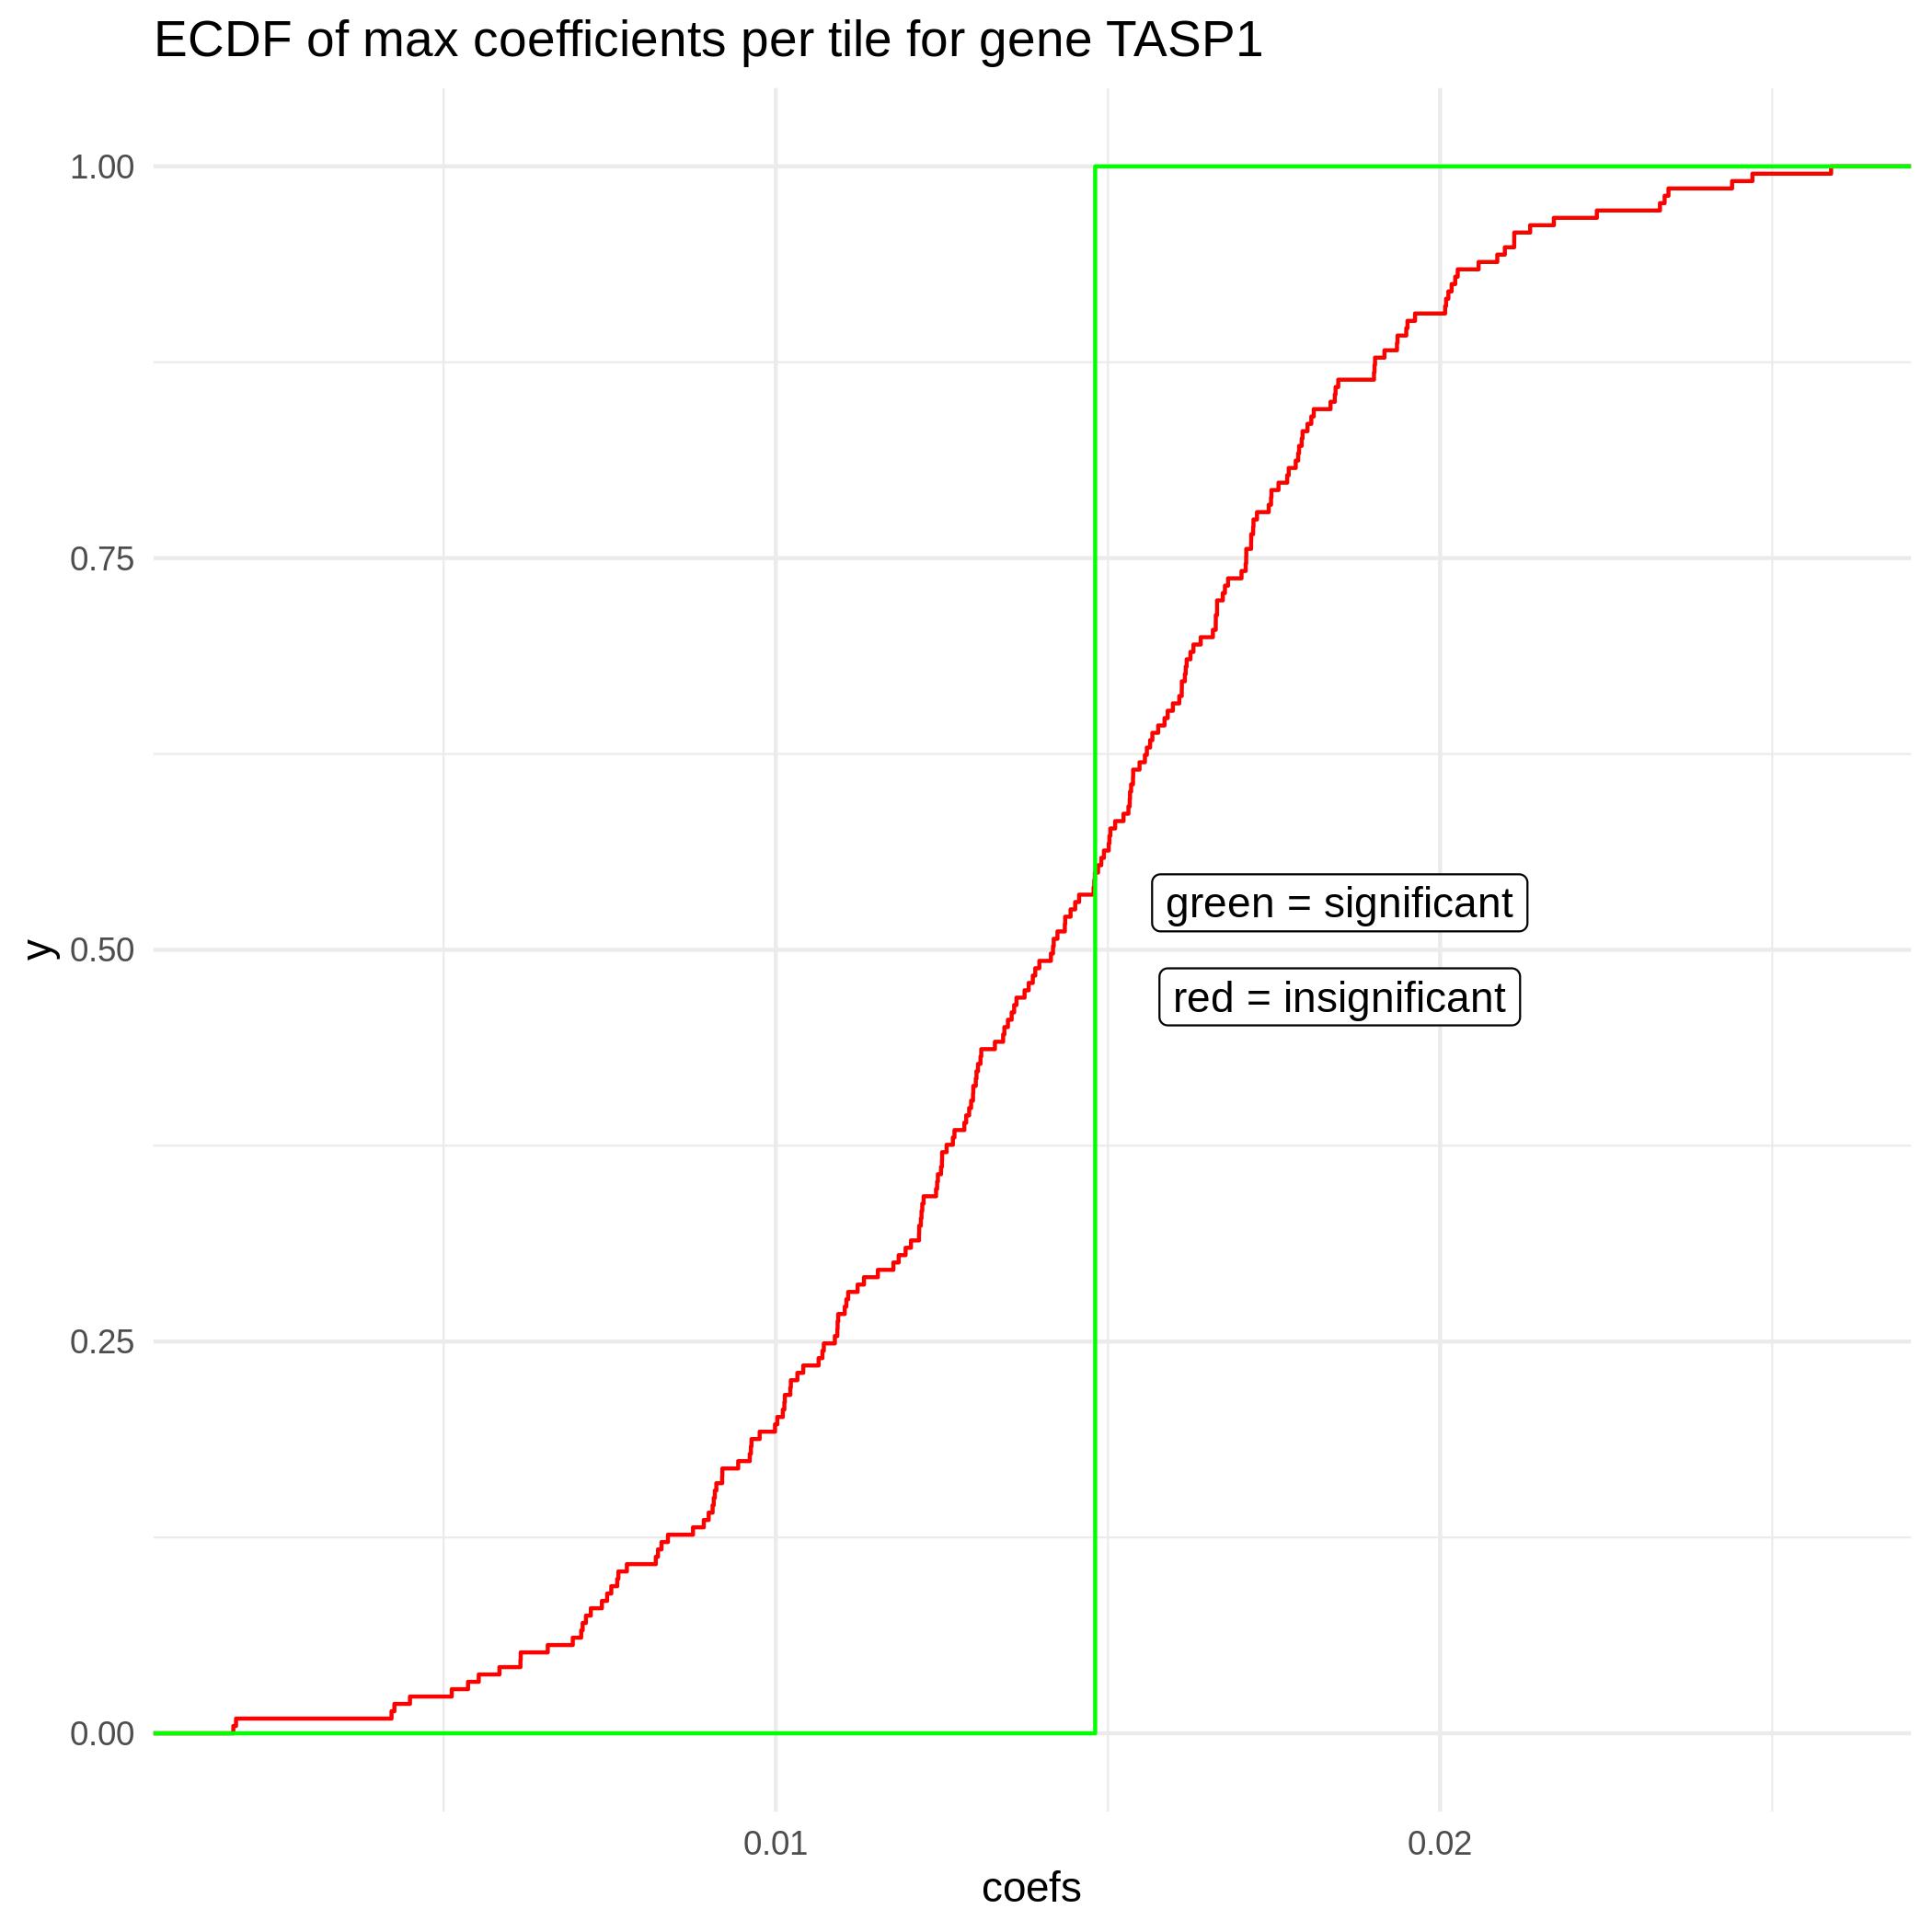 ECDF of max coefficients per tile for gene TASP1
1.00
0.75
green = significant
y
0.50
red = insignificant
0.25
0.00
0.01
0.02
coefs